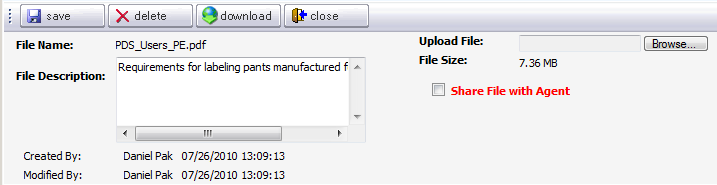 save delete download close
File Name: PDS_Users_PE.pdf Upload File: Browse...
File Size: 7.36 MB
File Description: Requirements for labeling pants manufactured f
Share File with Agent
Created By: Daniel Pak 07/26/2010 13:09:13
Modified By: Daniel Pak 07/26/2010 13:09:13